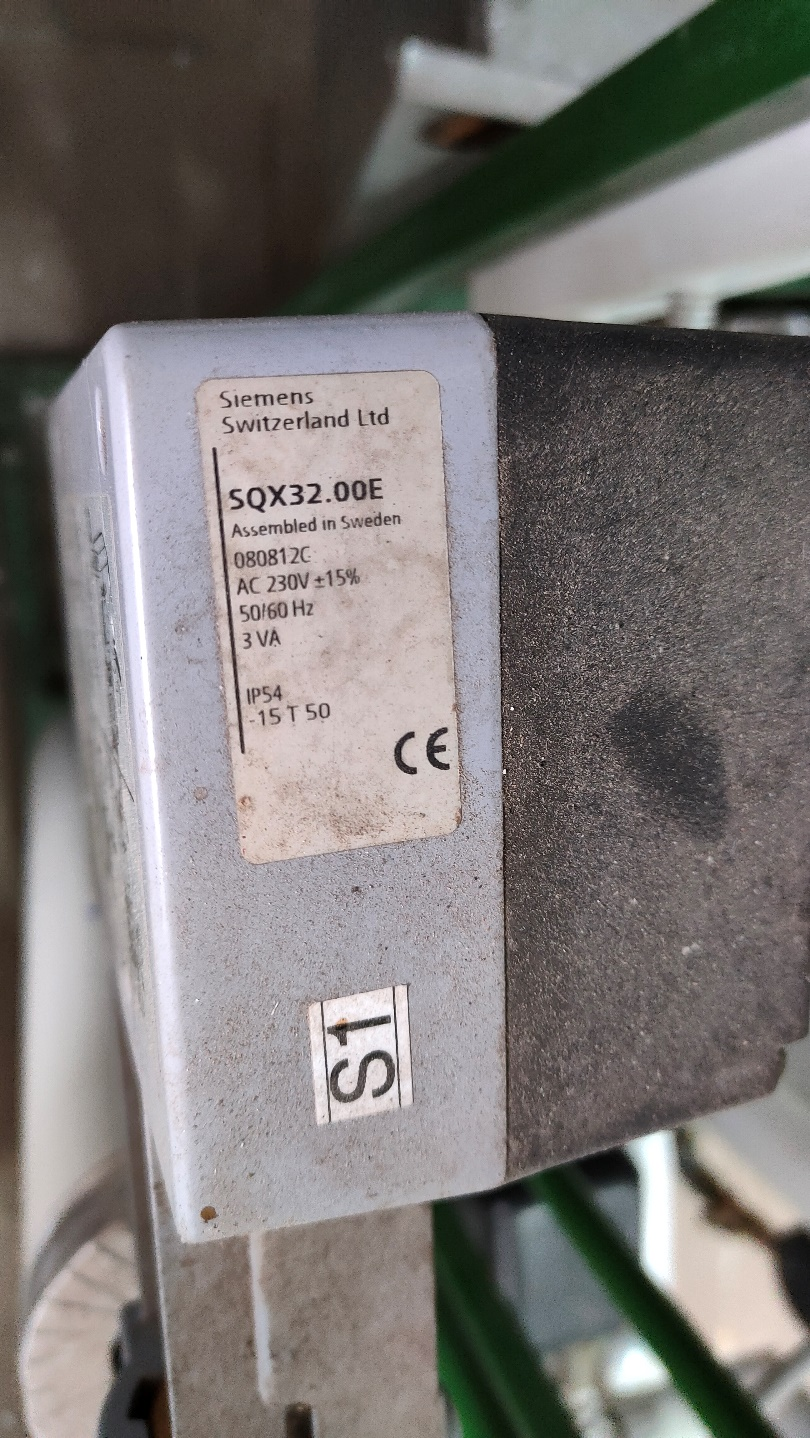 Siemens
Switzerland Ltd
SQX32.00E
Assembled in Sweden
080812C
AC 230V ±15%
50/60 Hz
3 VA
IP54
-15 T 50
CE
S1